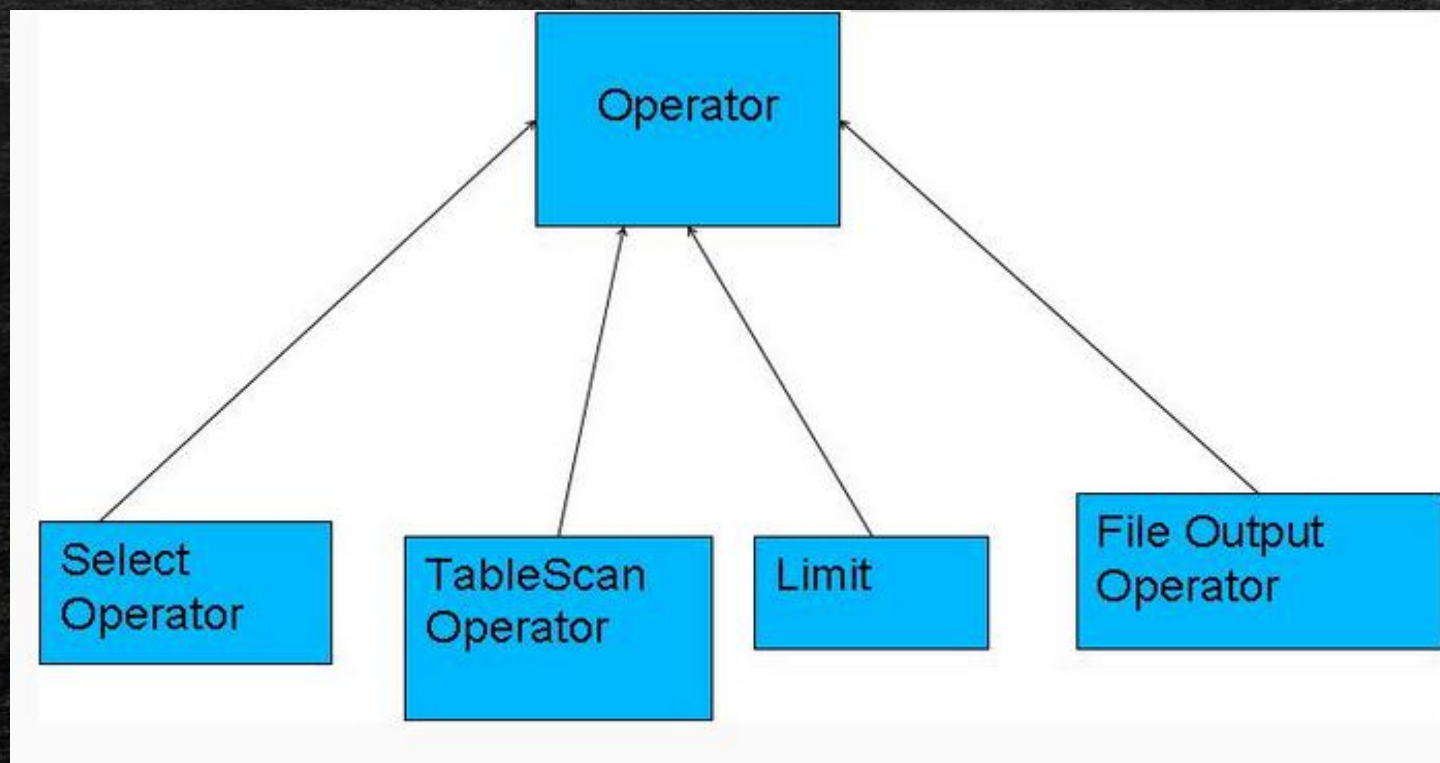 Operator
Select
Operator
TableScan
Operator
Limit
File Output
Operator